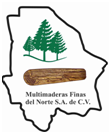 Multimaderas Finas
del Norte S.A. de C.V.